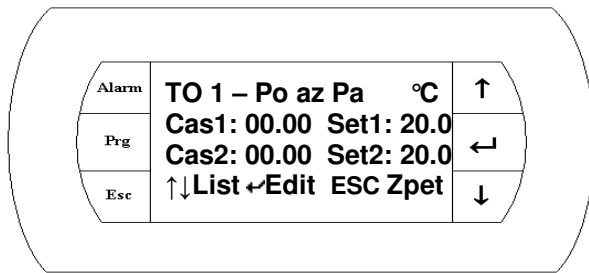 Alarm
Prg
Esc
TO 1 – Po az Pa °C
Cas1: 00.00 Set1: 20.0
Cas2: 00.00 Set2: 20.0
↑↓List ↵Edit ESC Zpet
↑
↵
↓